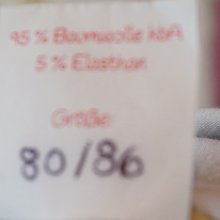 95 % Baumwolle kbA
5 % Elasthan
Größe:
80/86